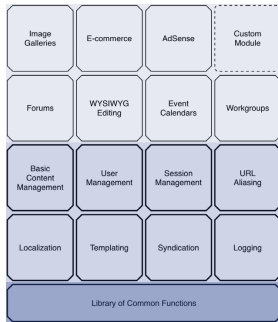 Image
Galleries
E-commerce
AdSense
Custom
Module
Forums
WYSIWYG
Editing
Event
Calendars
Workgroups
Basic
Content
Management
User
Management
Session
Management
URL
Aliasing
Localization
Templating
Syndication
Logging
Library of Common Functions